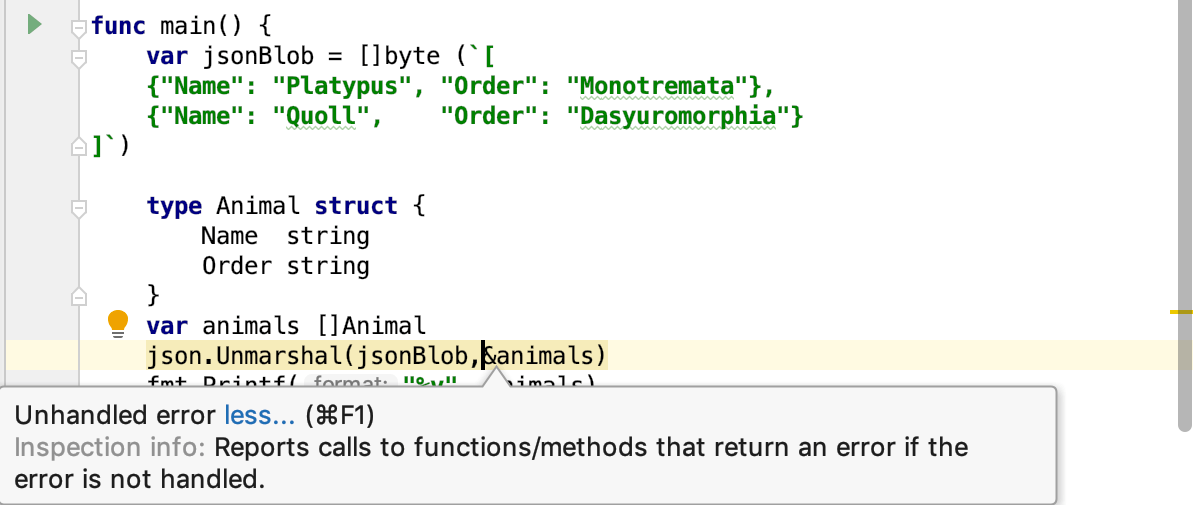 func main() {
    var jsonBlob = []byte (`[
    {"Name": "Platypus", "Order": "Monotremata"},
    {"Name": "Quoll",    "Order": "Dasyuromorphia"}
]`)
    type Animal struct {
        Name  string
        Order string
    }
    var animals []Animal
    json.Unmarshal(jsonBlob,&animals)
    fmt.Printf( format: "%v" animals)
Unhandled error less... (⌘F1)
Inspection info: Reports calls to functions/methods that return an error if the
error is not handled.